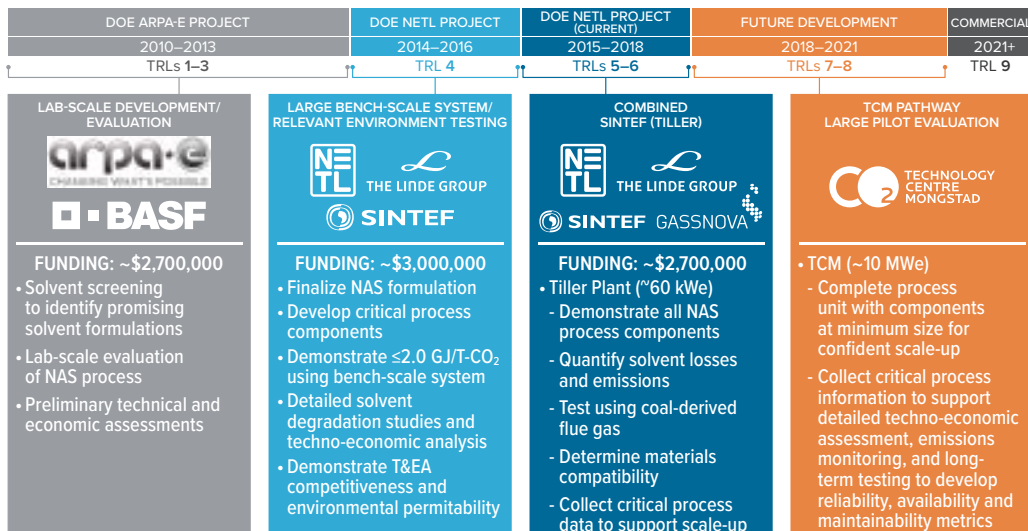 DOE ARPA-E PROJECT
2010–2013
TRLs 1–3
DOE NETL PROJECT
2014–2016
TRL 4
DOE NETL PROJECT
(CURRENT)
2015–2018
TRLs 5–6
FUTURE DEVELOPMENT
2018–2021
TRLs 7–8
COMMERCIAL
2021+
TRL 9
LAB-SCALE DEVELOPMENT/
EVALUATION
arpa·e
CHANGING WHAT'S POSSIBLE
BASF
FUNDING: ~$2,700,000
• Solvent screening
to identify promising
solvent formulations
• Lab-scale evaluation
of NAS process
• Preliminary technical and
economic assessments
LARGE BENCH-SCALE SYSTEM/
RELEVANT ENVIRONMENT TESTING
NE
TL
THE LINDE GROUP
SINTEF
FUNDING: ~$3,000,000
• Finalize NAS formulation
• Develop critical process
components
• Demonstrate ≤2.0 GJ/T-CO₂
using bench-scale system
• Detailed solvent
degradation studies and
techno-economic analysis
• Demonstrate T&EA
competitiveness and
environmental permitability
COMBINED
SINTEF (TILLER)
NE
TL
THE LINDE GROUP
SINTEF GASSNOVA
FUNDING: ~$2,700,000
• Tiller Plant (~60 kWe)
- Demonstrate all NAS
process components
- Quantify solvent losses
and emissions
- Test using coal-derived
flue gas
- Determine materials
compatibility
- Collect critical process
data to support scale-up
TCM PATHWAY
LARGE PILOT EVALUATION
CO2 TECHNOLOGY
CENTRE
MONGSTAD
• TCM (~10 MWe)
- Complete process
unit with components
at minimum size for
confident scale-up
- Collect critical process
information to support
detailed techno-economic
assessment, emissions
monitoring, and long-
term testing to develop
reliability, availability and
maintainability metrics